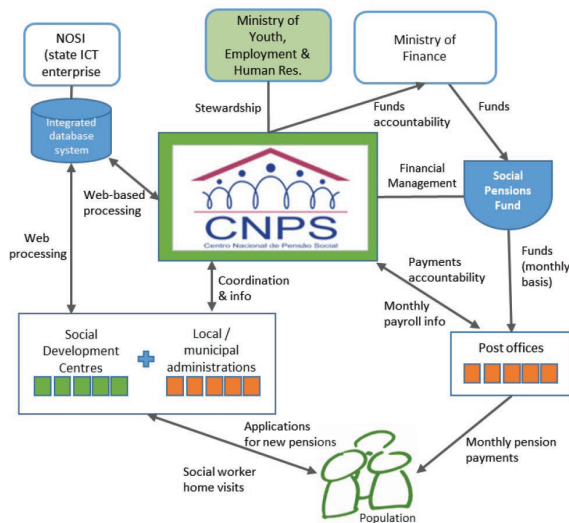 NOSI
(state ICT
enterprise
Ministry of
Youth,
Employment &
Human Res.
Ministry of
Finance
Stewardship
Funds
accountability
Funds
Integrated
database
system
Web-based
processing
Web
processing
CNPS
Centro Nacional de Pensão Social
Financial
Management
Social
Pensions
Fund
Coordination
& info
Payments
accountability
Monthly
payroll info
Funds
(monthly
basis)
Social
Development
Centres
Local /
municipal
administrations
Post offices
Applications
for new pensions
Social worker
home visits
Monthly pension
payments
Population